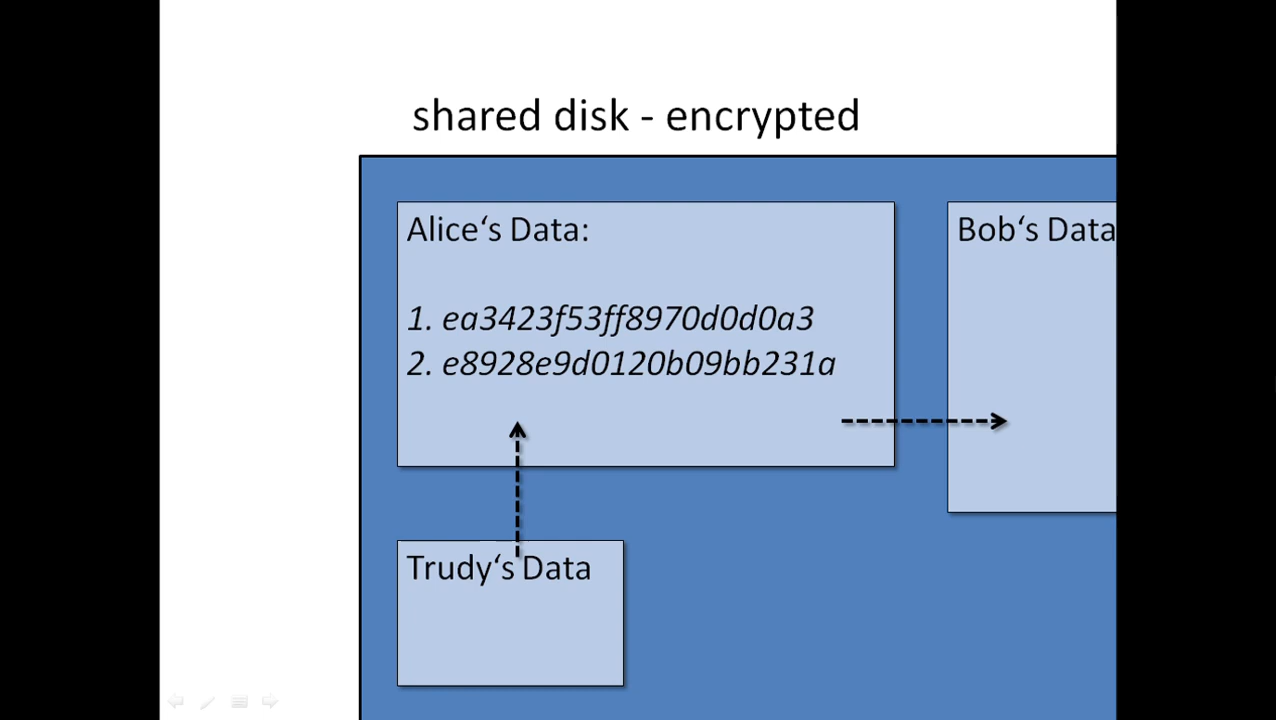 shared disk - encrypted
Alice‘s Data:
1. ea3423f53ff8970d0d0a3
2. e8928e9d0120b09bb231a
Bob‘s Data
Trudy‘s Data